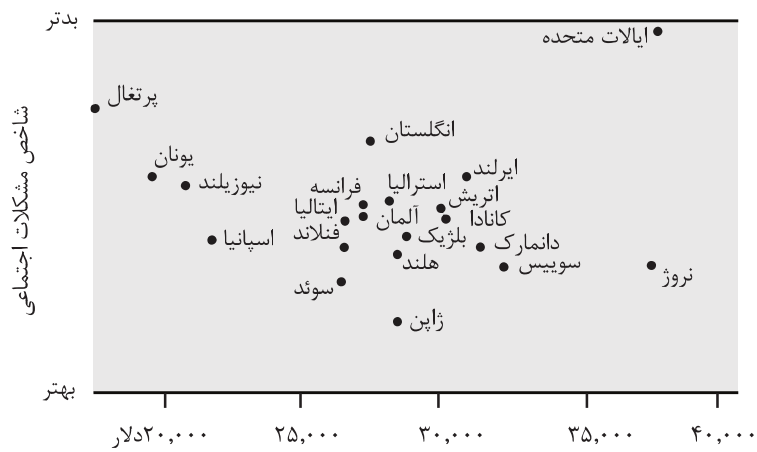 بدتر
ایالات متحده
پرتغال
انگلستان
یونان
ایرلند
نیوزیلند
استرالیا
فرانسه
اتریش
ایتالیا
آلمان
کانادا
فنلاند
بلژیک
دانمارک
اسپانیا
هلند
سوییس
نروژ
سوئد
ژاپن
شاخص مشکلات اجتماعی
بهتر
۲۰,۰۰۰دلار
۲۵,۰۰۰
۳۰,۰۰۰
۳۵,۰۰۰
۴۰,۰۰۰